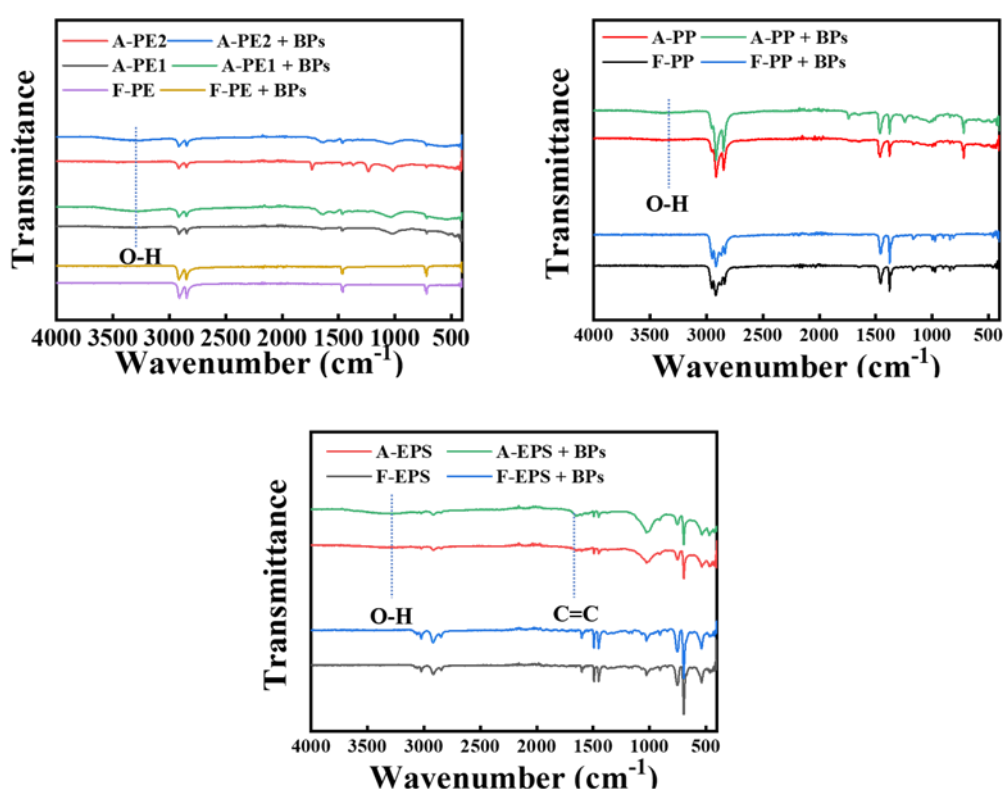 A-PE2 A-PE2 + BPs
A-PE1 A-PE1 + BPs
F-PE F-PE + BPs
O-H
Transmittance
4000 3500 3000 2500 2000 1500 1000 500
Wavenumber (cm⁻¹)
A-PP A-PP + BPs
F-PP F-PP + BPs
O-H
Transmittance
4000 3500 3000 2500 2000 1500 1000 500
Wavenumber (cm⁻¹)
A-EPS A-EPS + BPs
F-EPS F-EPS + BPs
O-H C=C
Transmittance
4000 3500 3000 2500 2000 1500 1000 500
Wavenumber (cm⁻¹)